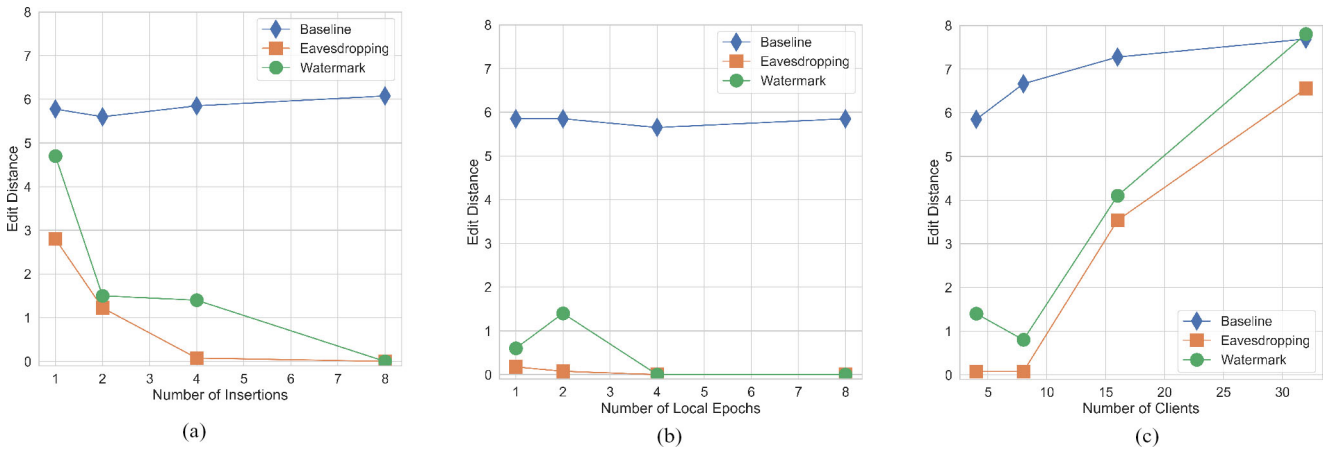 8
7
6
5
4
3
2
1
0
Edit Distance
Baseline
Eavesdropping
Watermark
1 2 3 4 5 6 7 8
Number of Insertions
(a)
8
7
6
5
4
3
2
1
0
Edit Distance
Baseline
Eavesdropping
Watermark
1 2 3 4 5 6 7 8
Number of Local Epochs
(b)
8
7
6
5
4
3
2
1
0
Edit Distance
Baseline
Eavesdropping
Watermark
5 10 15 20 25 30
Number of Clients
(c)